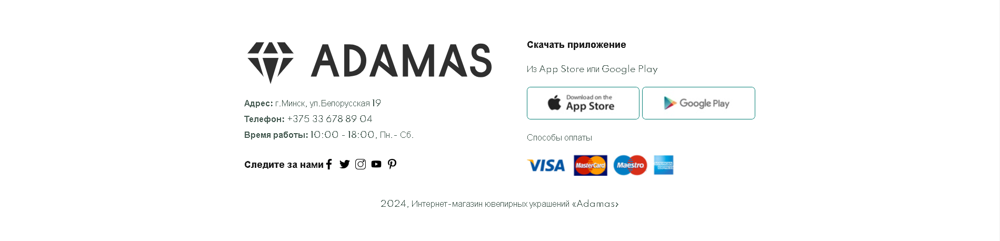 ADAMAS
Адрес: г.Минск, ул.Белорусская 19
Телефон: +375 33 678 89 04
Время работы: 10:00 - 18:00, Пн.- Сб.
Следите за нами
Скачать приложение
Из App Store или Google Play
Download on the
App Store
Google Play
Способы оплаты
VISA
MasterCard
Maestro
AMERICAN
EXPRESS
2024, Интернет-магазин ювелирных украшений «Adamas»